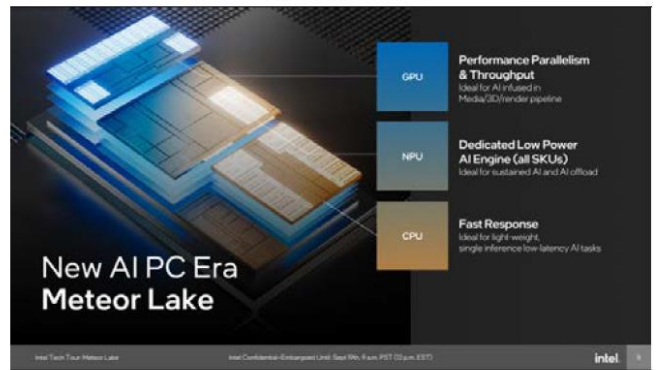 New AI PC Era
Meteor Lake
GPU
Performance Parallelism
& Throughput
Ideal for AI infused in
Media/3D/render pipeline
NPU
Dedicated Low Power
AI Engine (all SKUs)
Ideal for sustained AI and AI offload
CPU
Fast Response
Ideal for light-weight,
single inference low-latency AI tasks
Intel Tech Tour Meteor Lake
Intel Confidential-Embargoed Until: Sept 19th, 9 a.m. PST (12 p.m. EST)
intel.